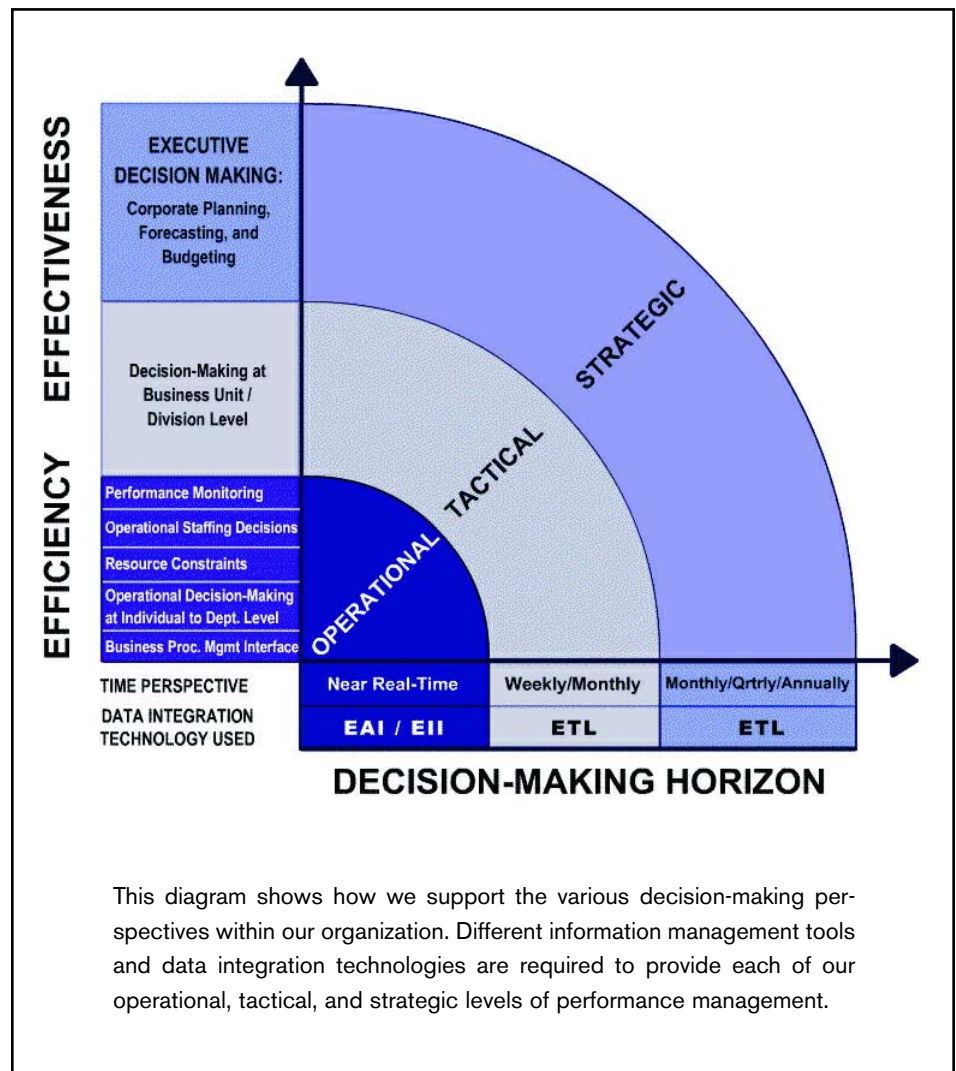 EFFECTIVENESS
EFFICIENCY
EXECUTIVE
DECISION MAKING:
Corporate Planning,
Forecasting, and
Budgeting
Decision-Making at
Business Unit /
Division Level
Performance Monitoring
Operational Staffing Decisions
Resource Constraints
Operational Decision-Making
at Individual to Dept. Level
Business Proc. Mgmt Interface
STRATEGIC
TACTICAL
OPERATIONAL
TIME PERSPECTIVE
Near Real-Time
Weekly/Monthly
Monthly/Qrtrly/Annually
DATA INTEGRATION
TECHNOLOGY USED
EAI / EII
ETL
ETL
DECISION-MAKING HORIZON
This diagram shows how we support the various decision-making per-
spectives within our organization. Different information management tools
and data integration technologies are required to provide each of our
operational, tactical, and strategic levels of performance management.